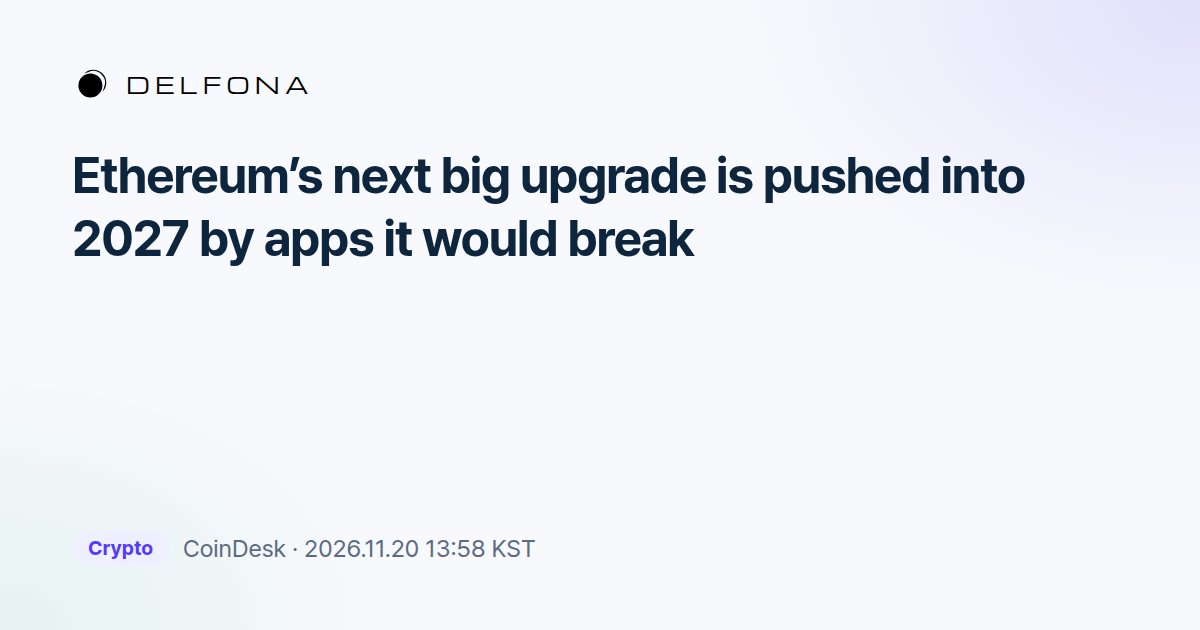 DELFONA
Ethereum’s next big upgrade is pushed into
2027 by apps it would break
Crypto CoinDesk · 2026.11.20 13:58 KST